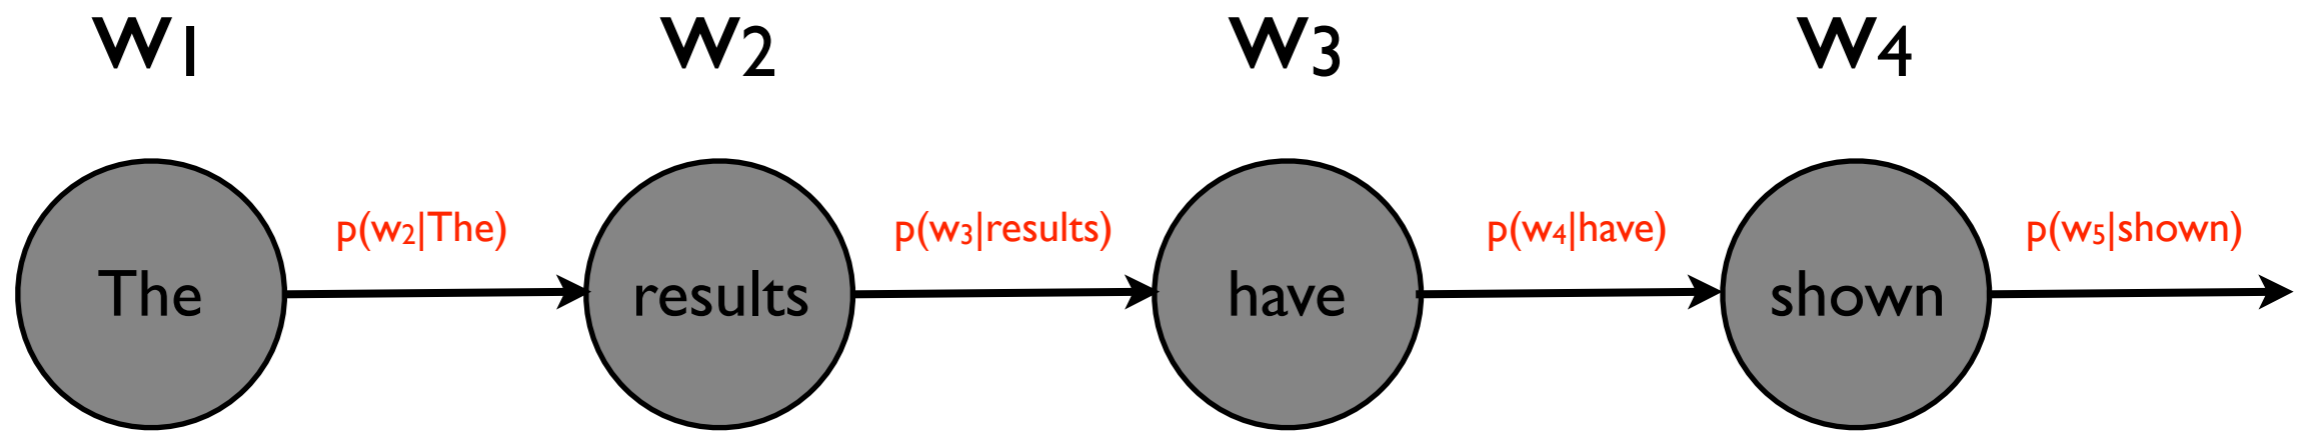 w1 w2 w3 w4
p(w2|The) p(w3|results) p(w4|have) p(w5|shown)
The results have shown